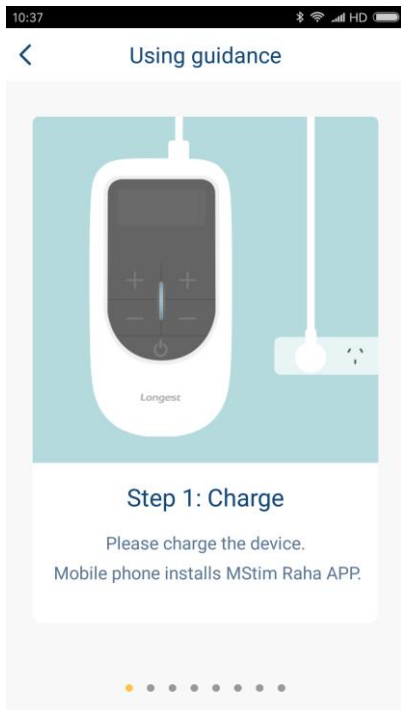 10:37 HD
Using guidance
+ +
− −
Longest
Step 1: Charge
Please charge the device.
Mobile phone installs MStim Raha APP.